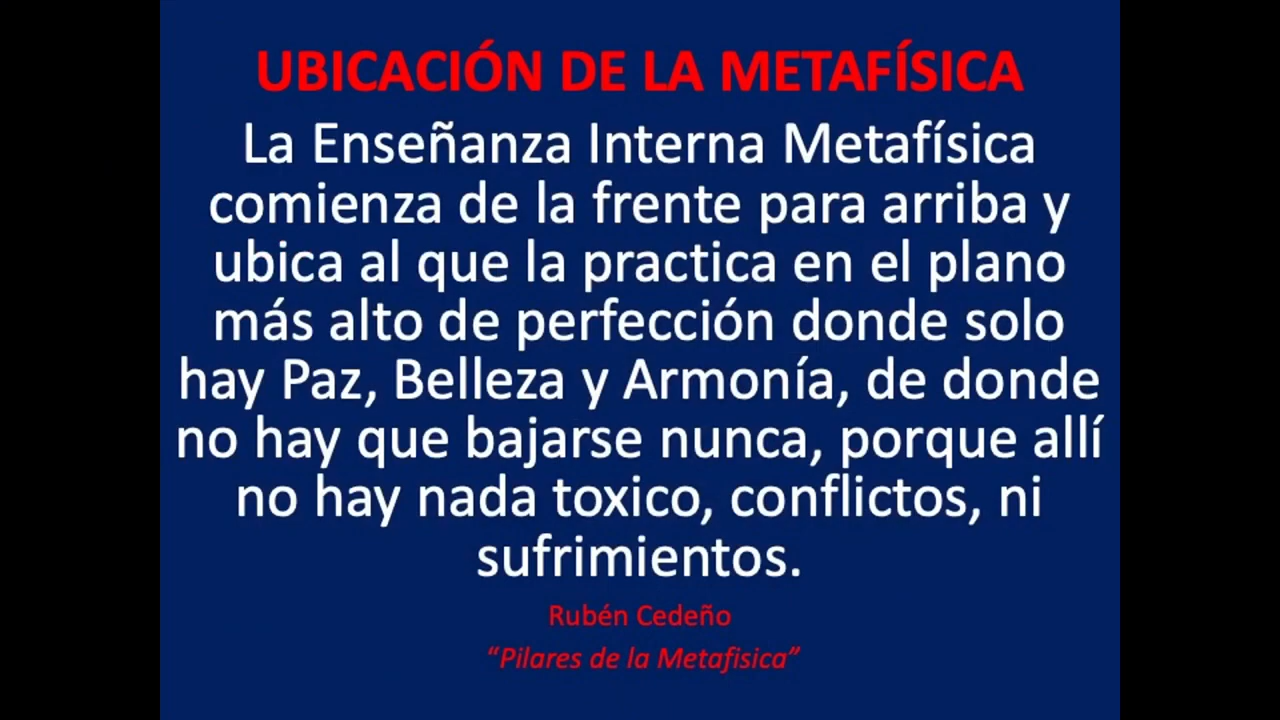 UBICACIÓN DE LA METAFÍSICA
La Enseñanza Interna Metafísica
comienza de la frente para arriba y
ubica al que la practica en el plano
más alto de perfección donde solo
hay Paz, Belleza y Armonía, de donde
no hay que bajarse nunca, porque allí
no hay nada toxico, conflictos, ni
sufrimientos.
Rubén Cedeño
“Pilares de la Metafisica”